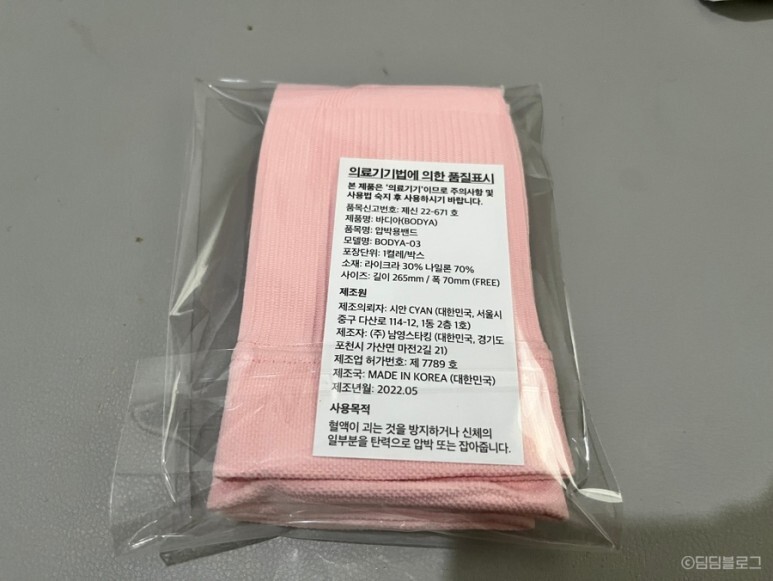 의료기기법에 의한 품질표시
본 제품은 '의료기기'이므로 주의사항 및
사용법 숙지 후 사용하시기 바랍니다.
품목신고번호: 제신 22-671 호
제품명: 바디아(BODYA)
품목명: 압박용밴드
모델명: BODYA-03
포장단위: 1켤레/박스
소재: 라이크라 30% 나일론 70%
사이즈: 길이 265mm / 폭 70mm (FREE)
제조원
제조의뢰자: 시안 CYAN (대한민국, 서울시
중구 다산로 114-12, 1동 2층 1호)
제조자: (주) 남영스타킹 (대한민국, 경기도
포천시 가산면 마전2길 21)
제조업 허가번호: 제 7789 호
제조국: MADE IN KOREA (대한민국)
제조년월: 2022.05
사용목적
혈액이 괴는 것을 방지하거나 신체의
일부분을 탄력으로 압박 또는 잡아줍니다.
©딤딤블로그